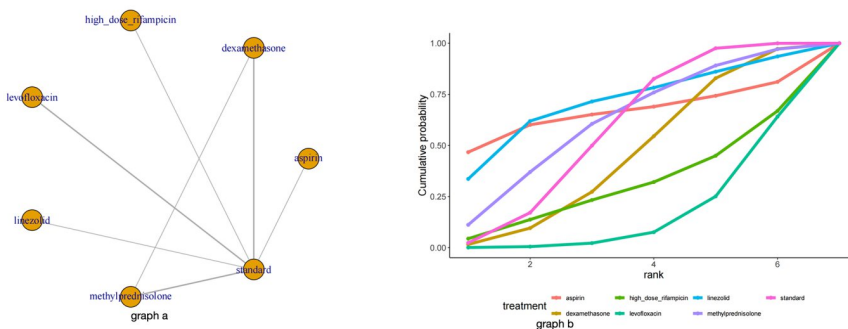 high_dose_rifampicin
dexamethasone
levofloxacin
aspirin
linezolid
standard
methylprednisolone
graph a
Cumulative probability
1.00
0.75
0.50
0.25
0.00
2 4 6
rank
treatment
aspirin high_dose_rifampicin linezolid standard
dexamethasone levofloxacin methylprednisolone
graph b